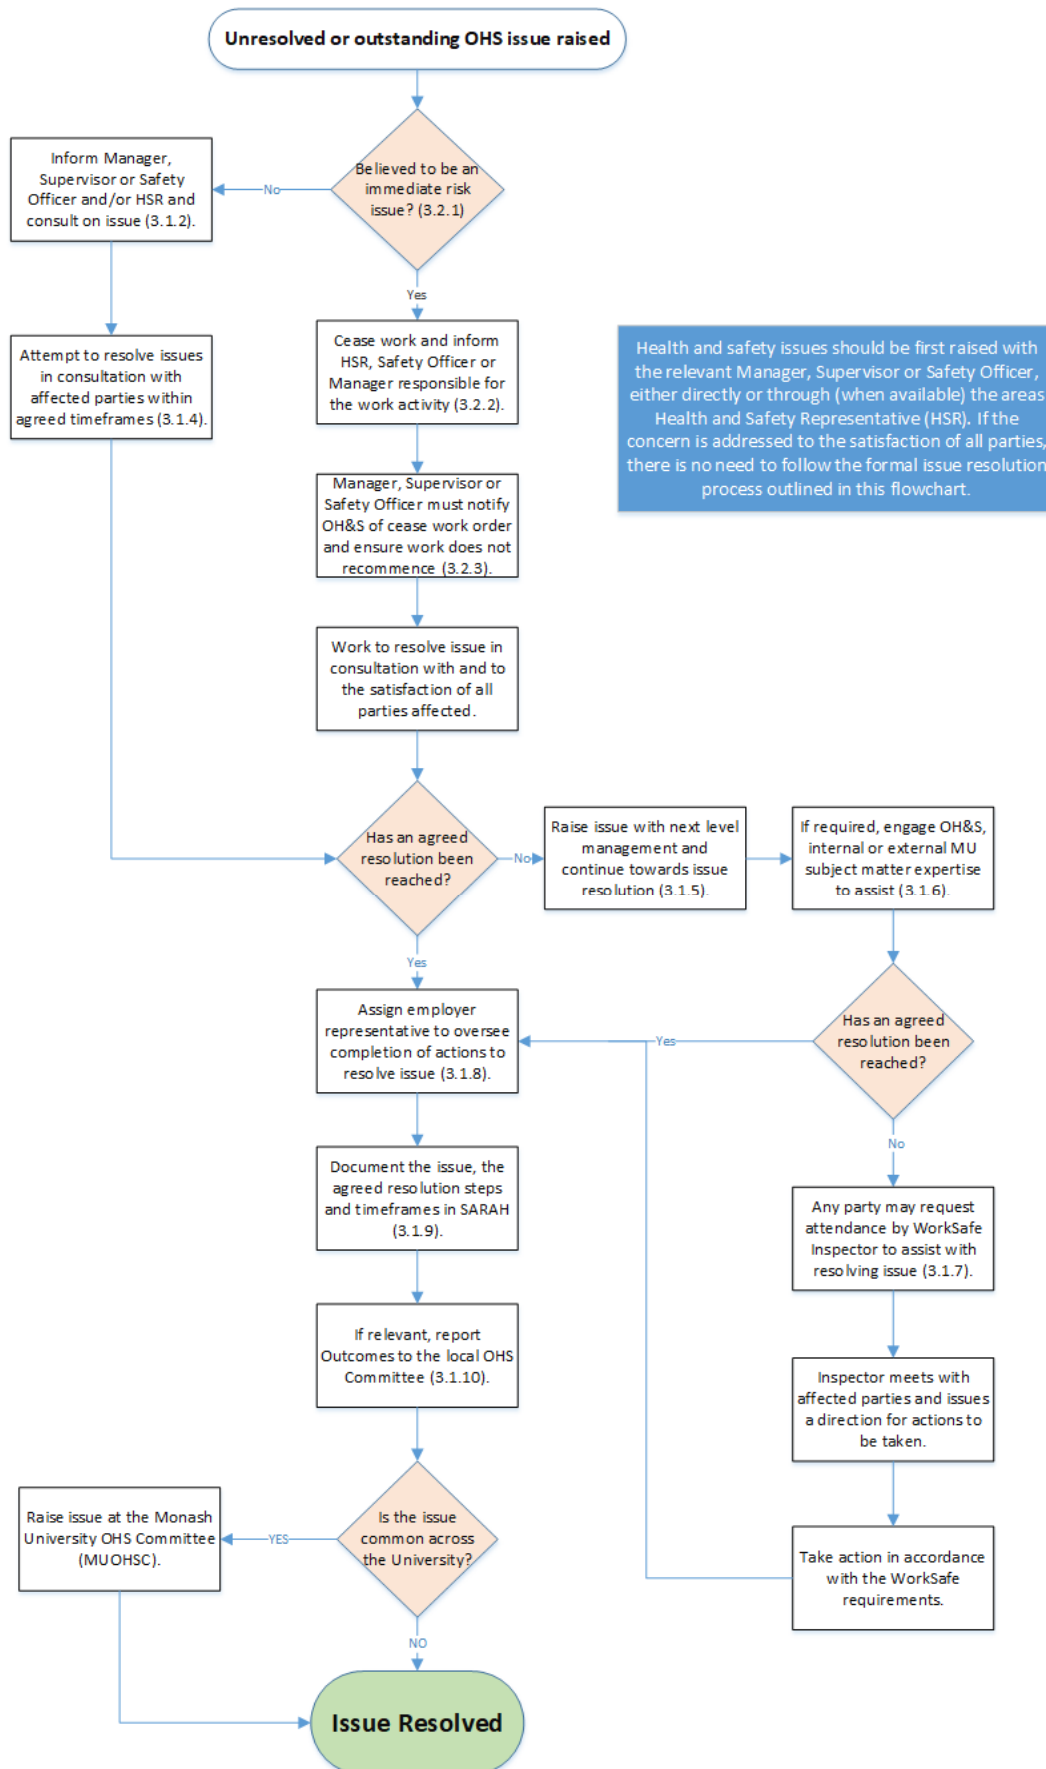 Unresolved or outstanding OHS issue raised
Believed to be an
immediate risk
issue? (3.2.1)
No
Inform Manager,
Supervisor or Safety
Officer and/or HSR and
consult on issue (3.1.2).
Attempt to resolve issues
in consultation with
affected parties within
agreed timeframes (3.1.4).
Yes
Cease work and inform
HSR, Safety Officer or
Manager responsible for
the work activity (3.2.2).
Health and safety issues should be first raised with
the relevant Manager, Supervisor or Safety Officer,
either directly or through (when available) the areas
Health and Safety Representative (HSR). If the
concern is addressed to the satisfaction of all parties,
there is no need to follow the formal issue resolution
process outlined in this flowchart.
Manager, Supervisor or
Safety Officer must notify
OH&S of cease work order
and ensure work does not
recommence (3.2.3).
Work to resolve issue in
consultation with and to
the satisfaction of all
parties affected.
Has an agreed
resolution been
reached?
No
Raise issue with next level
management and
continue towards issue
resolution (3.1.5).
If required, engage OH&S,
internal or external MU
subject matter expertise
to assist (3.1.6).
Yes
Assign employer
representative to oversee
completion of actions to
resolve issue (3.1.8).
Yes
Has an agreed
resolution been
reached?
No
Document the issue, the
agreed resolution steps
and timeframes in SARAH
(3.1.9).
Any party may request
attendance by WorkSafe
Inspector to assist with
resolving issue (3.1.7).
If relevant, report
Outcomes to the local OHS
Committee (3.1.10).
Inspector meets with
affected parties and issues
a direction for actions to
be taken.
Is the issue
common across
the University?
YES
Raise issue at the Monash
University OHS Committee
(MUOHSC).
Take action in accordance
with the WorkSafe
requirements.
NO
Issue Resolved